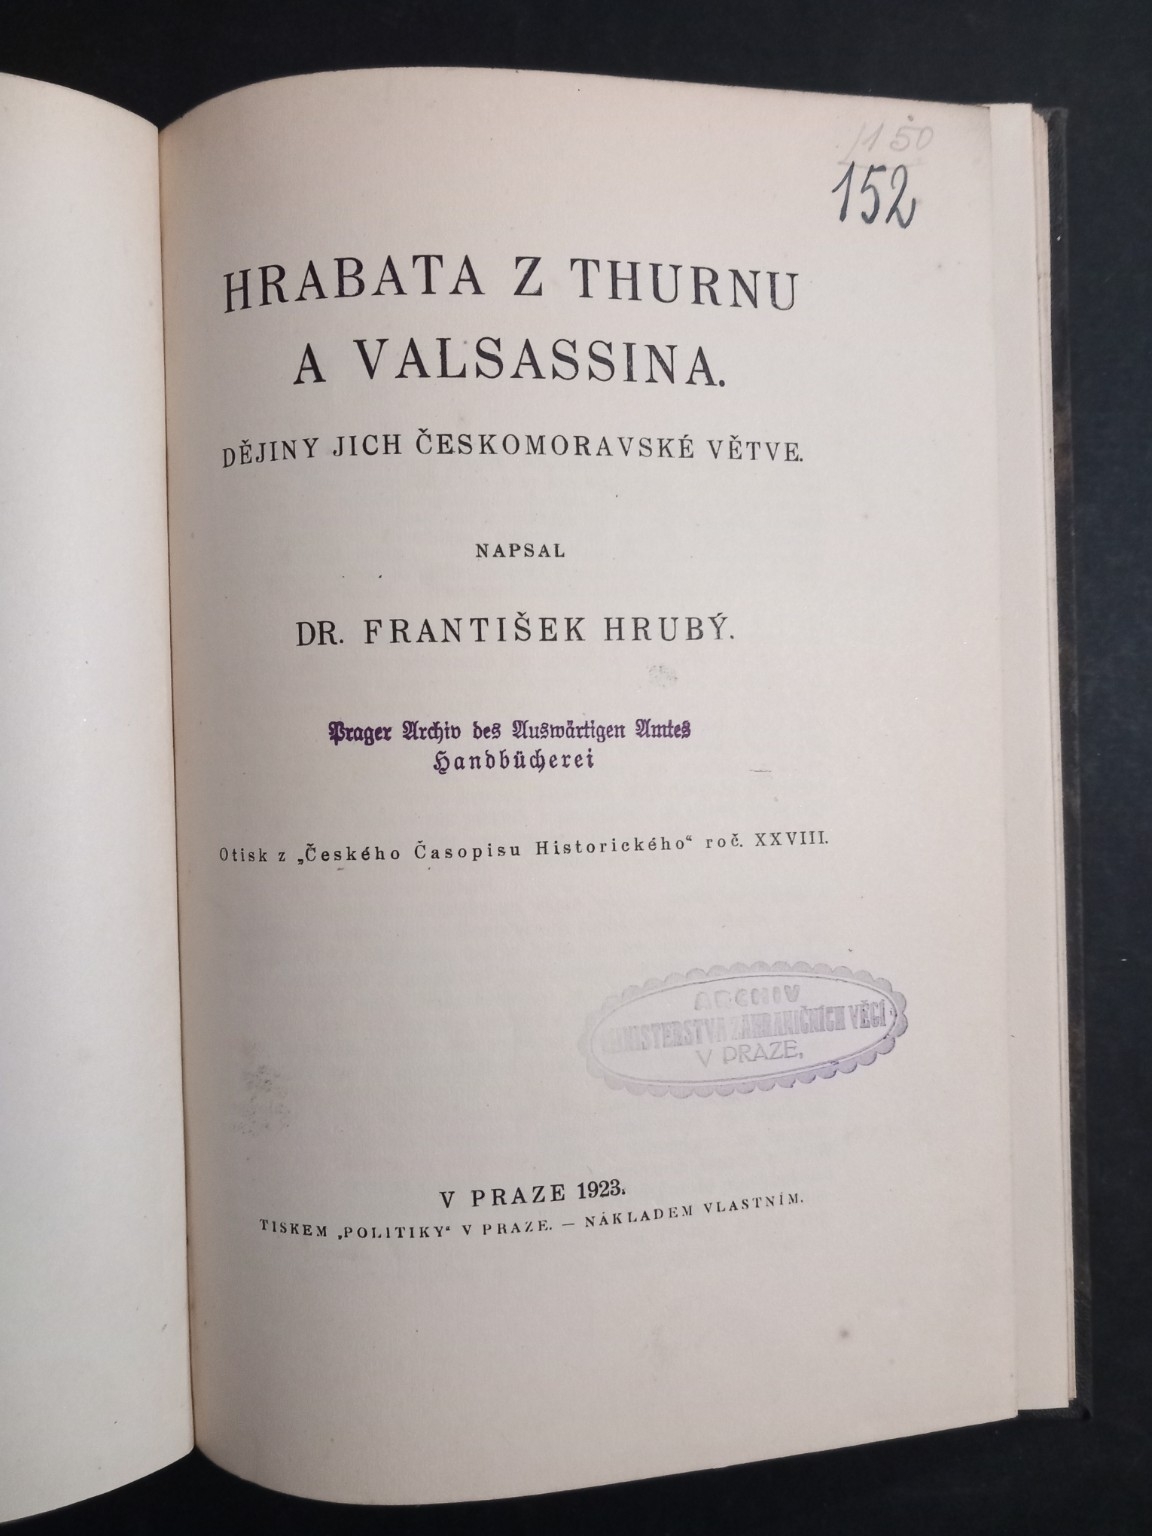 150
152
HRABATA Z THURNU
A VALSASSINA.
DĚJINY JICH ČESKOMORAVSKÉ VĚTVE.
NAPSAL
DR. FRANTIŠEK HRUBÝ.
Prager Archiv des Auswärtigen Amtes
Handbücherei
Otisk z „Českého Časopisu Historického“ roč. XXVIII.
ARCHIV
MINISTERSTVA ZAHRANIČNÍCH VĚCÍ
V PRAZE.
V PRAZE 1923.
TISKEM „POLITIKY“ V PRAZE. — NÁKLADEM VLASTNÍM.